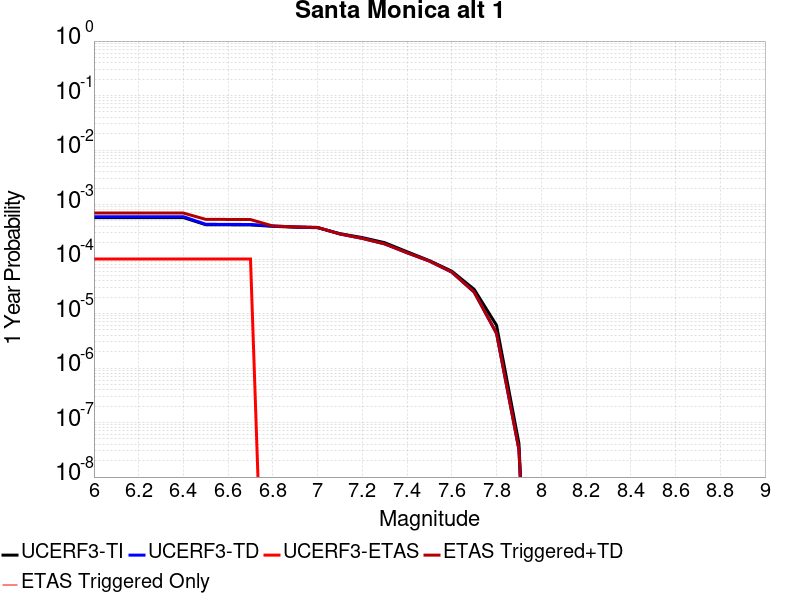 Santa Monica alt 1
10^0
10^-1
10^-2
10^-3
10^-4
10^-5
10^-6
10^-7
10^-8
1 Year Probability
6 6.2 6.4 6.6 6.8 7 7.2 7.4 7.6 7.8 8 8.2 8.4 8.6 8.8 9
Magnitude
UCERF3-TI UCERF3-TD UCERF3-ETAS ETAS Triggered+TD
ETAS Triggered Only